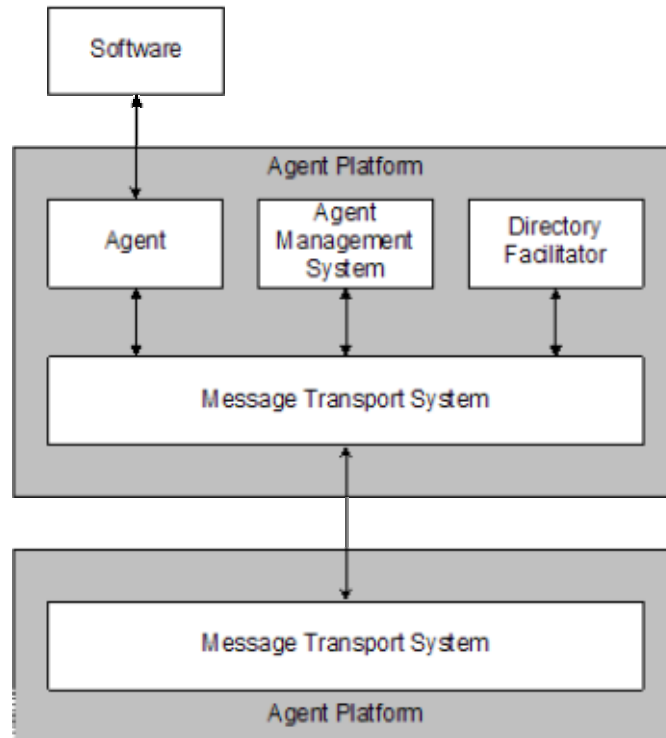 Software
Agent Platform
Agent
Agent
Management
System
Directory
Facilitator
Message Transport System
Message Transport System
Agent Platform